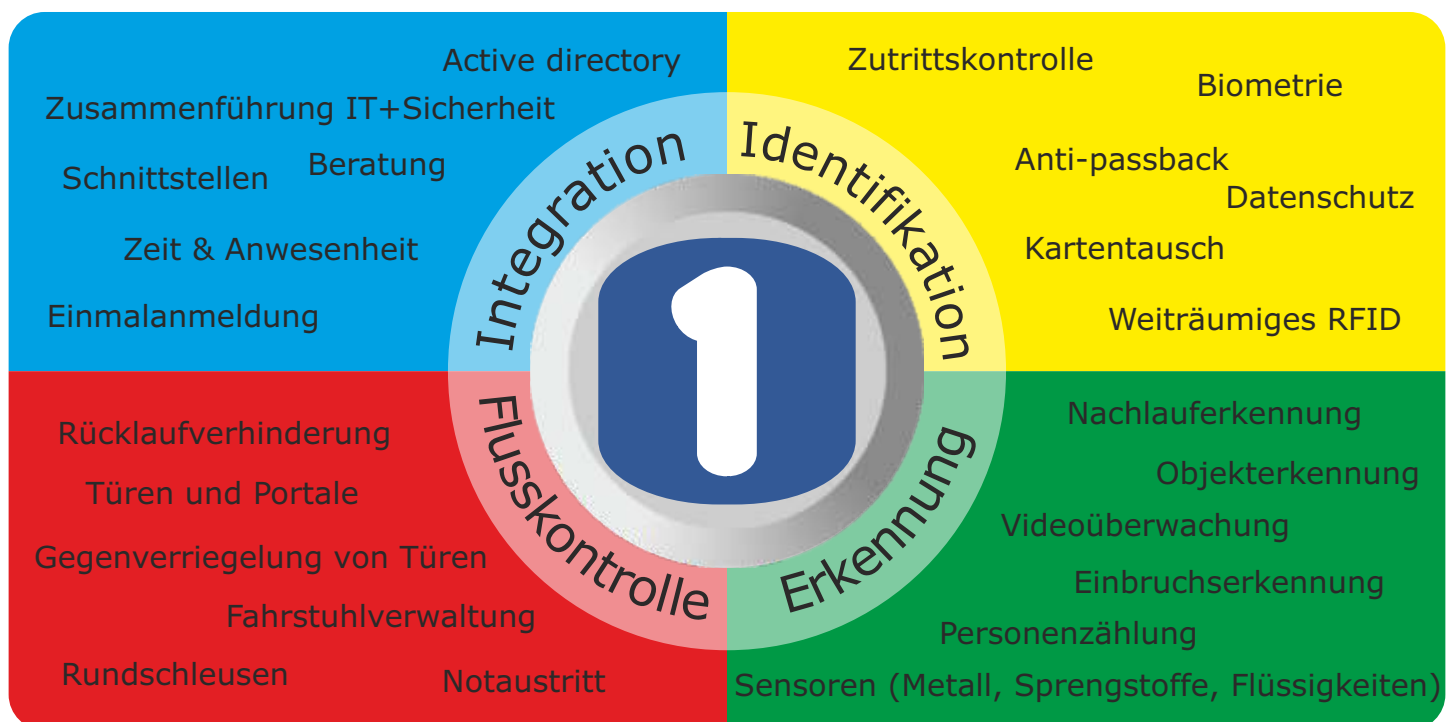 Active directory
Zusammenführung IT+Sicherheit
Beratung
Schnittstellen
Zeit & Anwesenheit
Einmalanmeldung
Integration
Zutrittskontrolle
Biometrie
Anti-passback
Datenschutz
Kartentausch
Weiträumiges RFID
Identifikation
1
Rücklaufverhinderung
Türen und Portale
Gegenverriegelung von Türen
Fahrstuhlverwaltung
Rundschleusen
Notaustritt
Flusskontrolle
Nachlauferkennung
Objekterkennung
Videoüberwachung
Einbruchserkennung
Personenzählung
Sensoren (Metall, Sprengstoffe, Flüssigkeiten)
Erkennung